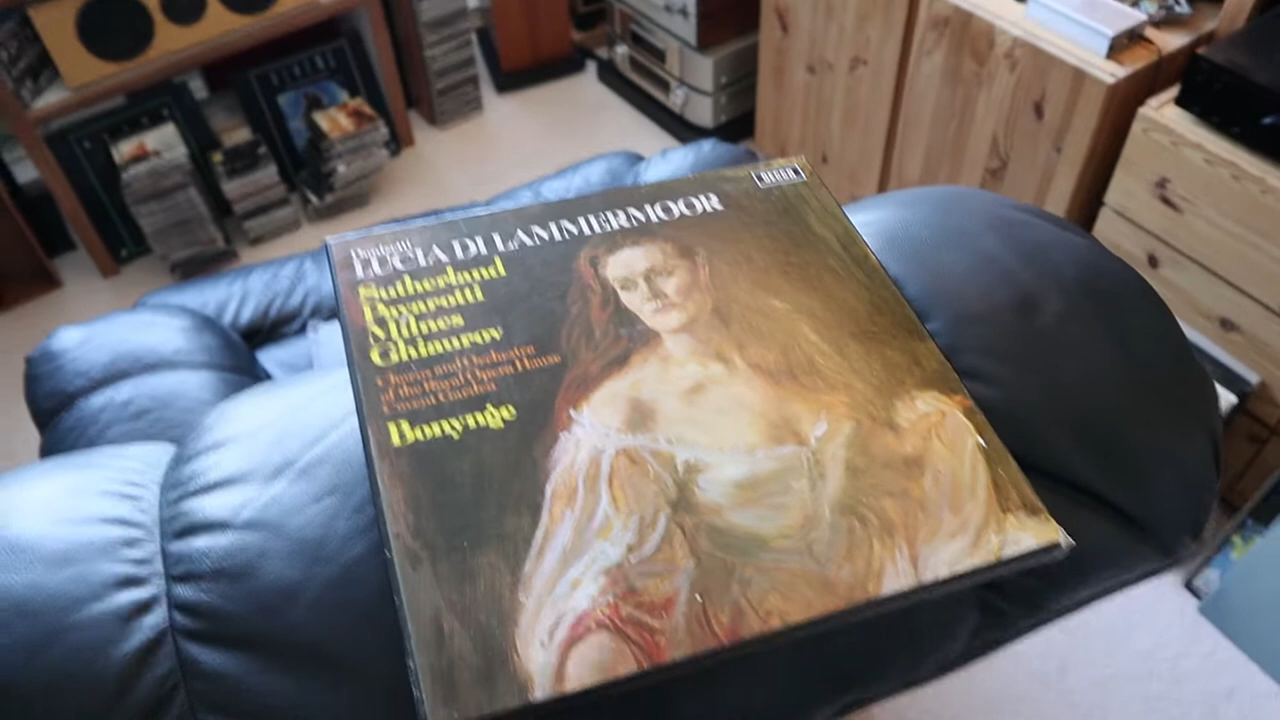 DECCA
Donizetti
LUCIA DI LAMMERMOOR
Sutherland
Pavarotti
Milnes
Ghiaurov
Chorus and Orchestra
of the Royal Opera House
Covent Garden
Bonynge